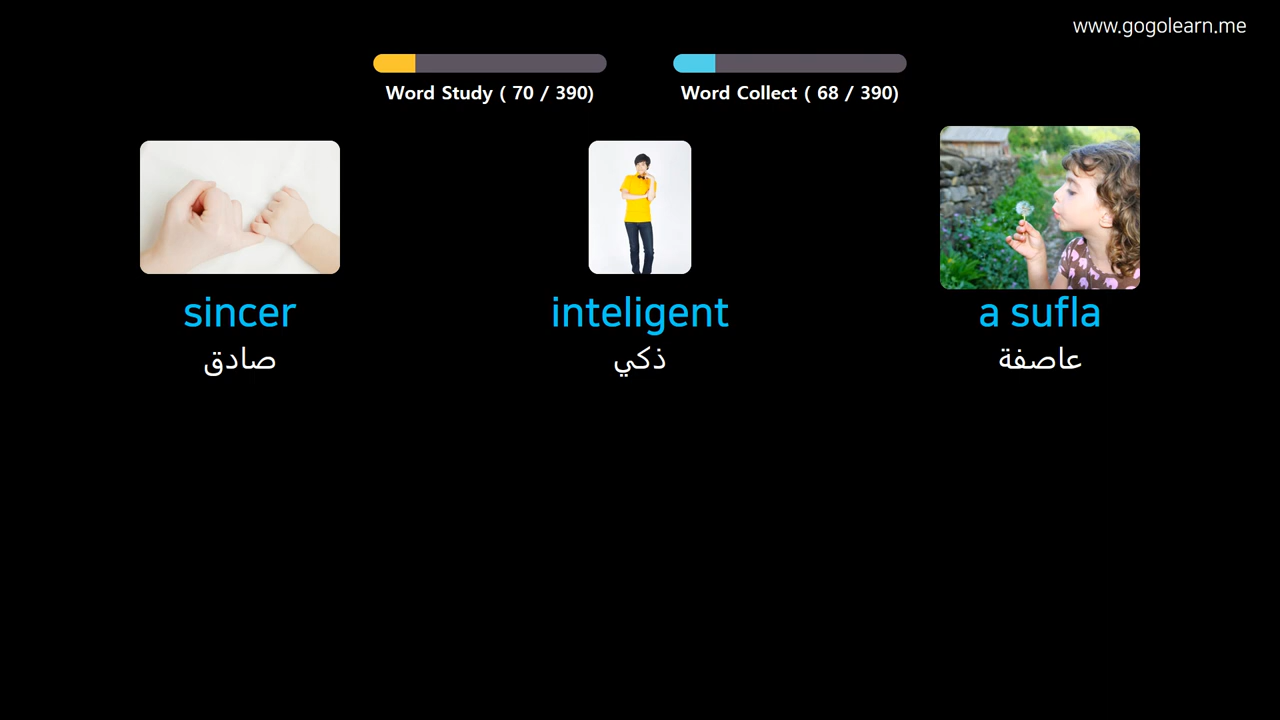 www.gogolearn.me
Word Study ( 70 / 390)
Word Collect ( 68 / 390)
sincer
صادق
inteligent
ذكي
a sufla
عاصفة